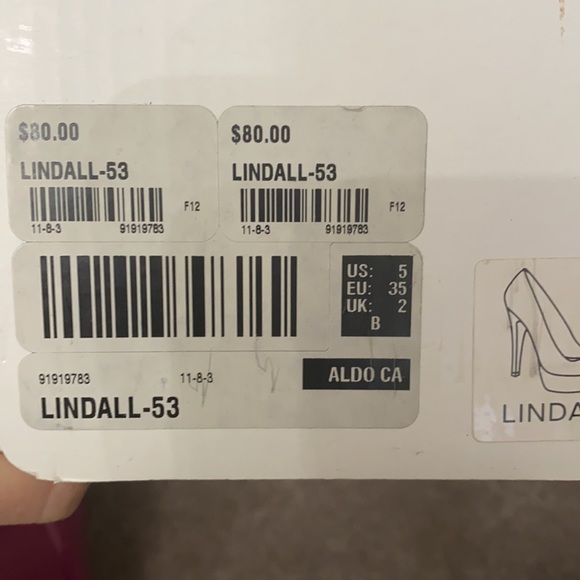 $80.00
LINDALL-53
F12
11-8-3 91919783
$80.00
LINDALL-53
F12
11-8-3 91919783
US: 5
EU: 35
UK: 2
B
91919783 11-8-3
ALDO CA
LINDALL-53
LINDA